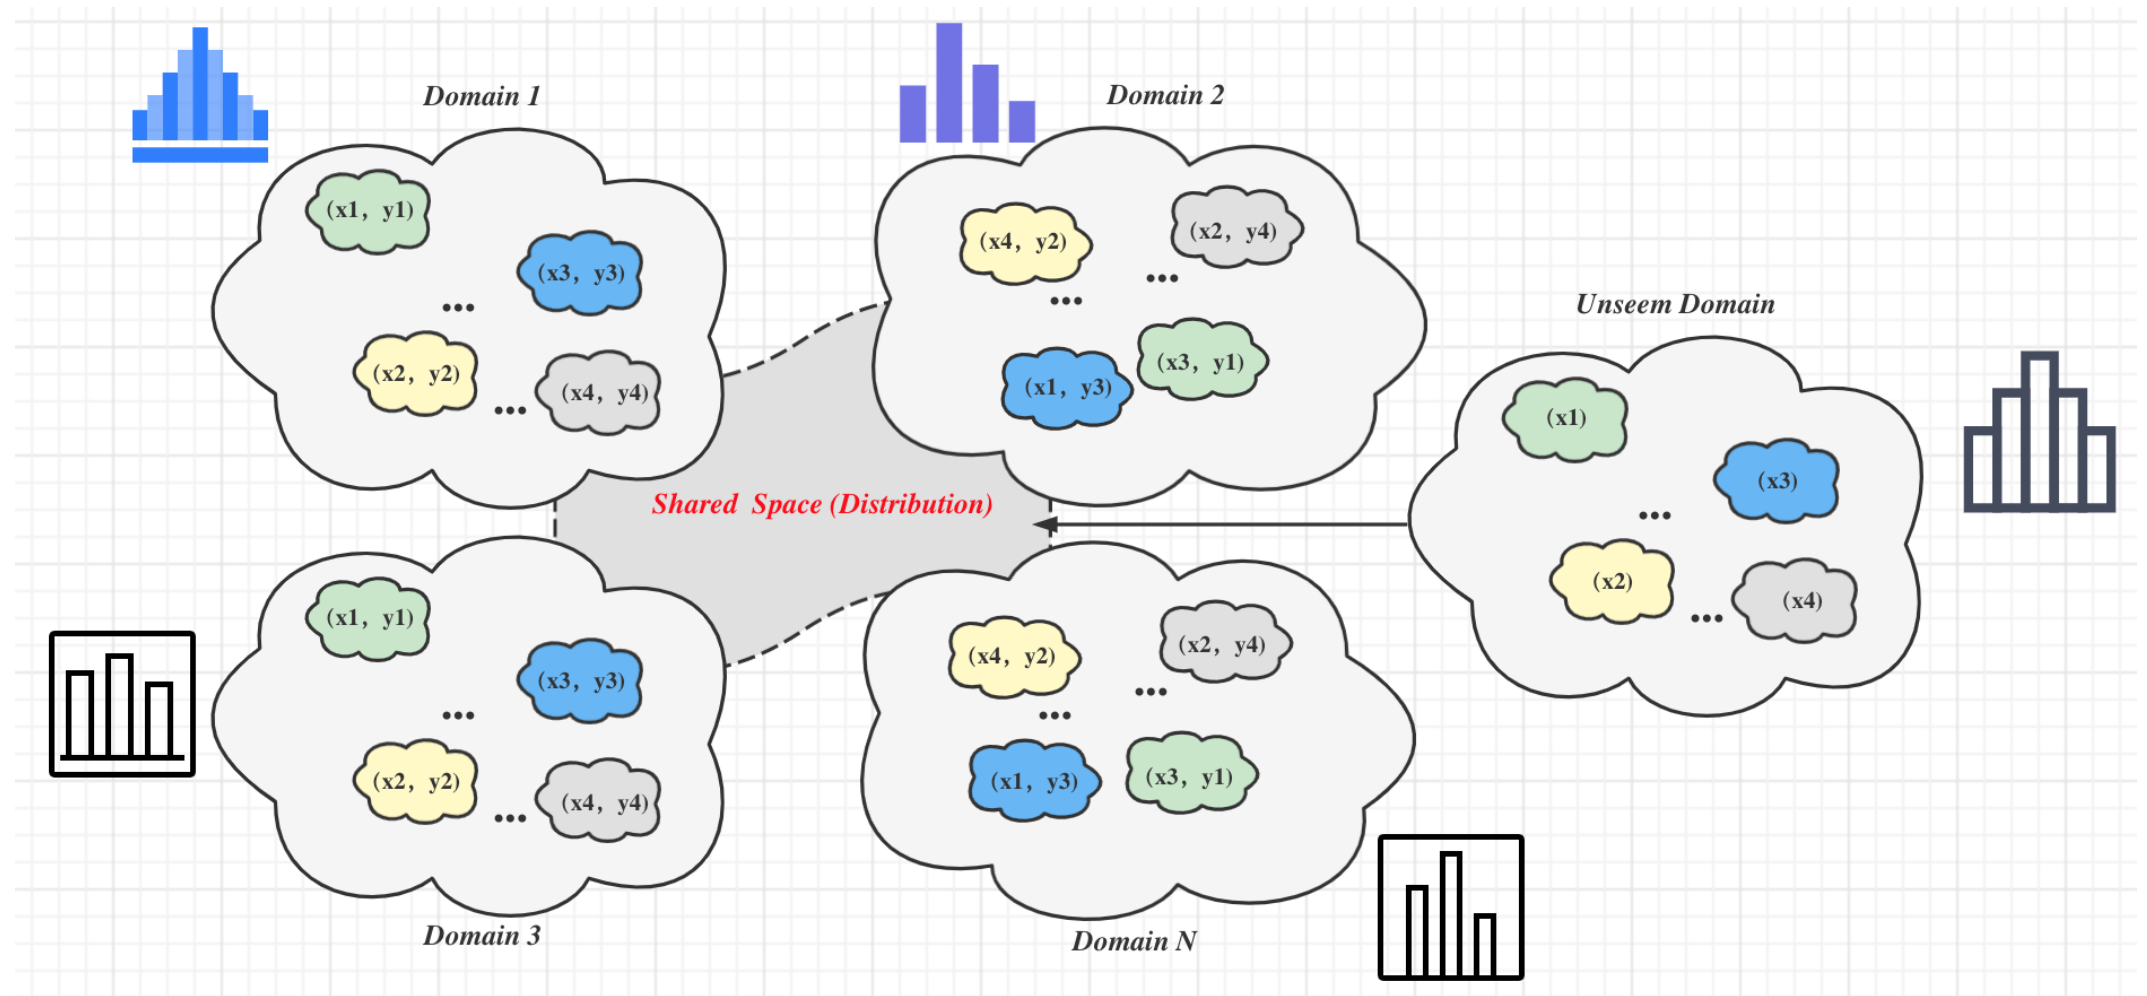 Domain 1
(x1, y1)
(x3, y3)
...
(x2, y2)
...
(x4, y4)
Domain 2
(x4, y2)
(x2, y4)
...
...
(x1, y3)
(x3, y1)
Shared Space (Distribution)
Unseem Domain
(x1)
(x3)
...
(x2)
...
(x4)
(x1, y1)
(x3, y3)
...
(x2, y2)
...
(x4, y4)
Domain 3
(x4, y2)
(x2, y4)
...
...
(x1, y3)
(x3, y1)
Domain N